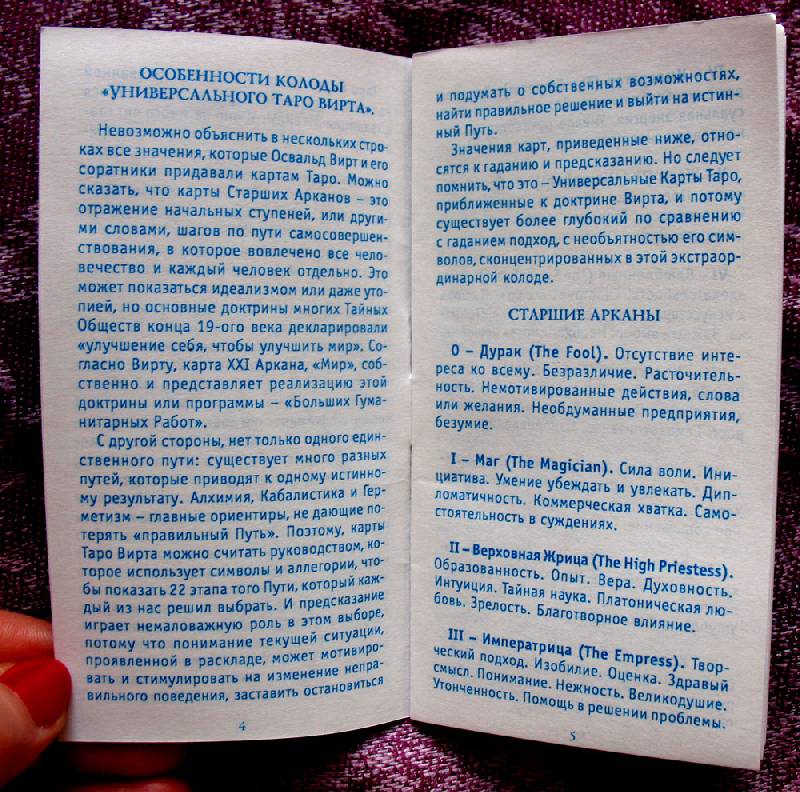 ОСОБЕННОСТИ КОЛОДЫ
«УНИВЕРСАЛЬНОГО ТАРО ВИРТА».
Невозможно объяснить в нескольких стро-
ках все значения, которые Освальд Вирт и его
соратники придавали картам Таро. Можно
сказать, что карты Старших Арканов – это
отражение начальных ступеней, или други-
ми словами, шагов по пути самосовершен-
ствования, в которое вовлечено все чело-
вечество и каждый человек отдельно. Это
может показаться идеализмом или даже уто-
пией, но основные доктрины многих Тайных
Обществ конца 19-ого века декларировали
«улучшение себя, чтобы улучшить мир». Со-
гласно Вирту, карта XXI Аркана, «Мир», соб-
ственно и представляет реализацию этой
доктрины или программы – «Больших Гума-
нитарных Работ».
С другой стороны, нет только одного един-
ственного пути: существует много разных
путей, которые приводят к одному истинно-
му результату. Алхимия, Кабалистика и Гер-
метизм – главные ориентиры, не дающие по-
терять «правильный Путь». Поэтому, карты
Таро Вирта можно считать руководством, ко-
торое использует символы и аллегории, что-
бы показать 22 этапа того Пути, который каж-
дый из нас решил выбрать. И предсказание
играет немаловажную роль в этом выборе,
потому что понимание текущей ситуации,
проявленной в раскладе, может мотивиро-
вать и стимулировать на изменение непра-
вильного поведения, заставить остановиться
4
и подумать о собственных возможностях,
найти правильное решение и выйти на истин-
ный Путь.
Значения карт, приведенные ниже, отно-
сятся к гаданию и предсказанию. Но следует
помнить, что это – Универсальные Карты Таро,
приближенные к доктрине Вирта, и потому
существует более глубокий по сравнению
с гаданием подход, с необъятностью его сим-
волов, сконцентрированных в этой экстраор-
динарной колоде.
СТАРШИЕ АРКАНЫ
0 – Дурак (The Fool). Отсутствие инте-
реса ко всему. Безразличие. Расточитель-
ность. Немотивированные действия, слова
или желания. Необдуманные предприятия,
безумие.
I – Маг (The Magician). Сила воли. Ини-
циатива. Умение убеждать и увлекать. Дип-
ломатичность. Коммерческая хватка. Само-
стоятельность в суждениях.
II – Верховная Жрица (The High Priestess).
Образованность. Опыт. Вера. Духовность.
Интуиция. Тайная наука. Платоническая лю-
бовь. Зрелость. Благотворное влияние.
III – Императрица (The Empress). Твор-
ческий подход. Изобилие. Оценка. Здравый
смысл. Понимание. Нежность. Великодушие.
Утонченность. Помощь в решении проблемы.
5